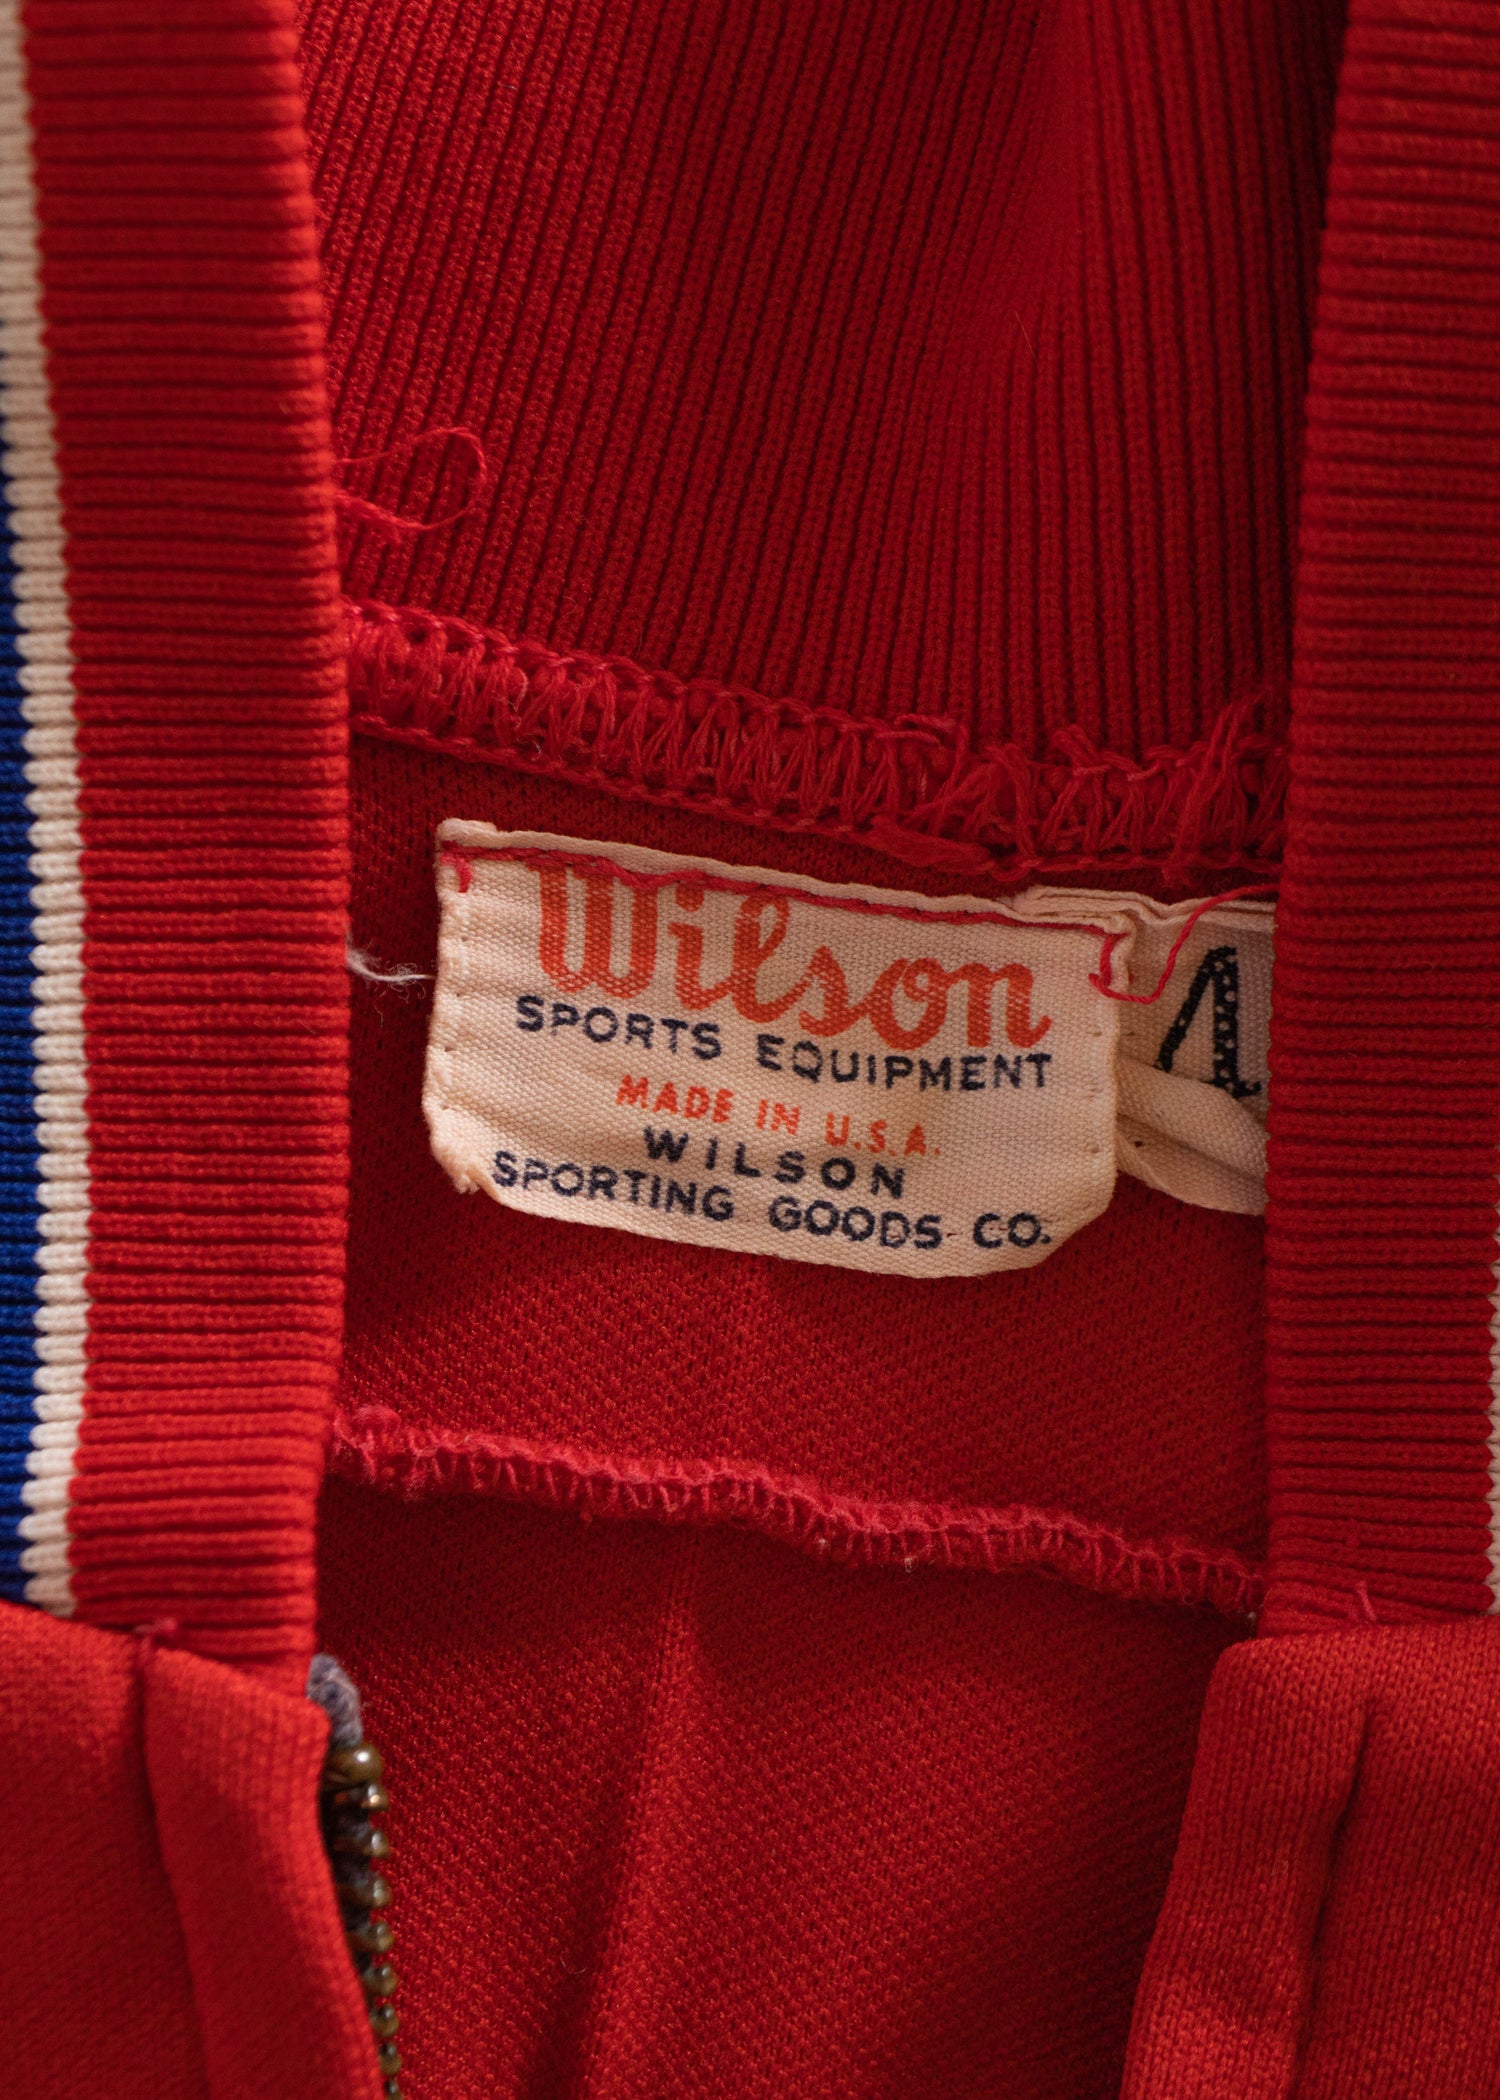 Wilson
SPORTS EQUIPMENT
MADE IN U.S.A.
WILSON
SPORTING GOODS CO.